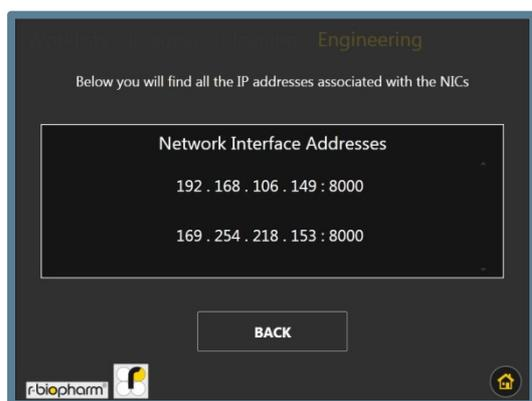 Engineering
Below you will find all the IP addresses associated with the NICs
Network Interface Addresses
192 . 168 . 106 . 149 : 8000
169 . 254 . 218 . 153 : 8000
BACK
r-biopharm